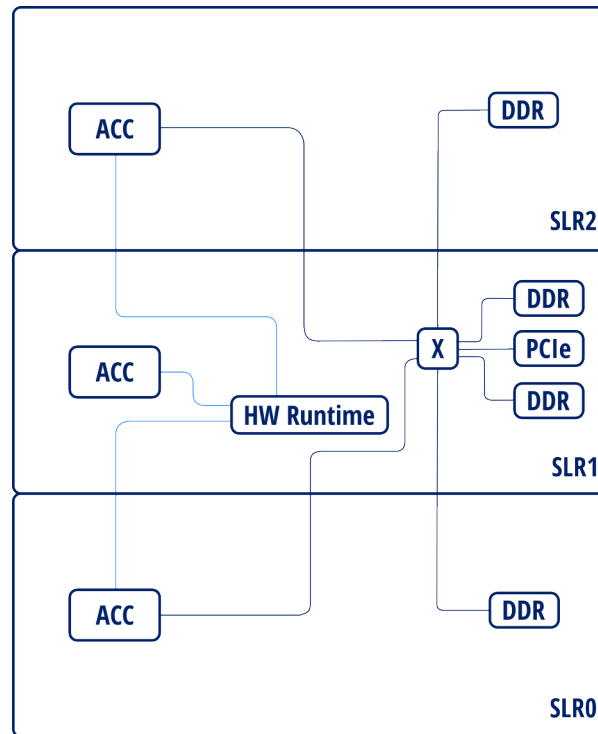 ACC
DDR
SLR2
DDR
X
PCIe
ACC
DDR
HW Runtime
SLR1
ACC
DDR
SLR0